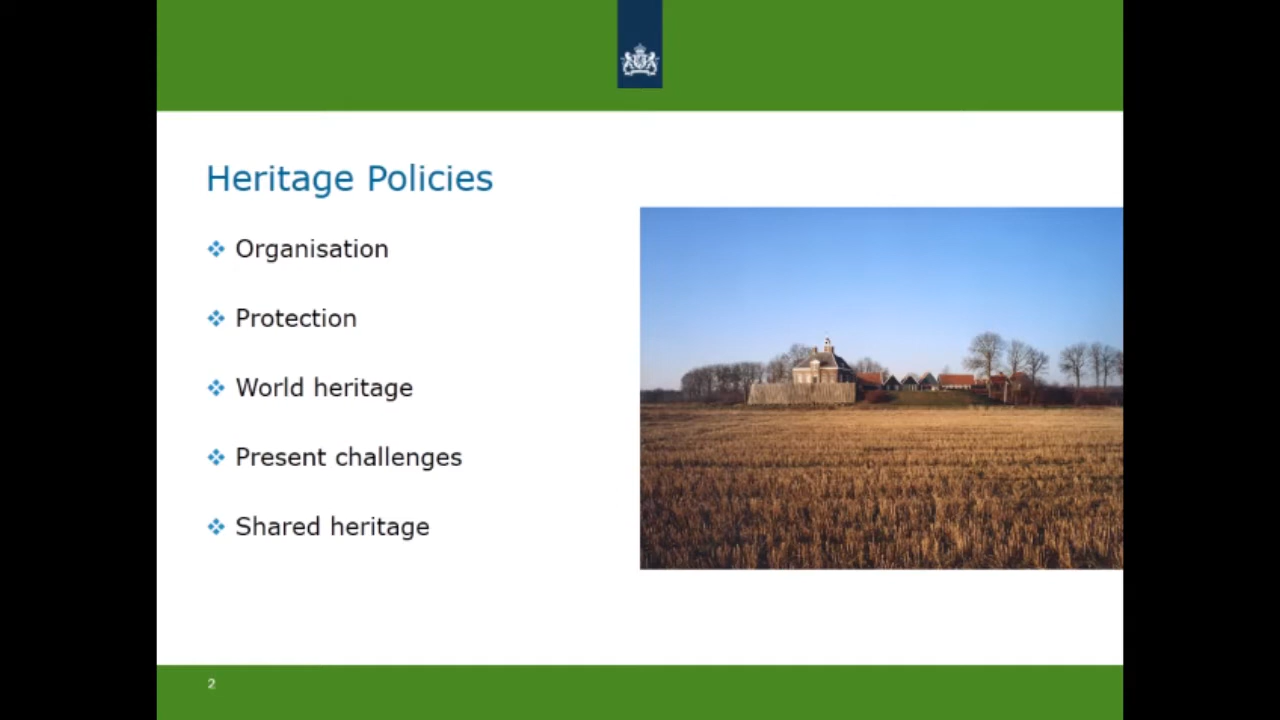 Heritage Policies
Organisation
Protection
World heritage
Present challenges
Shared heritage
2